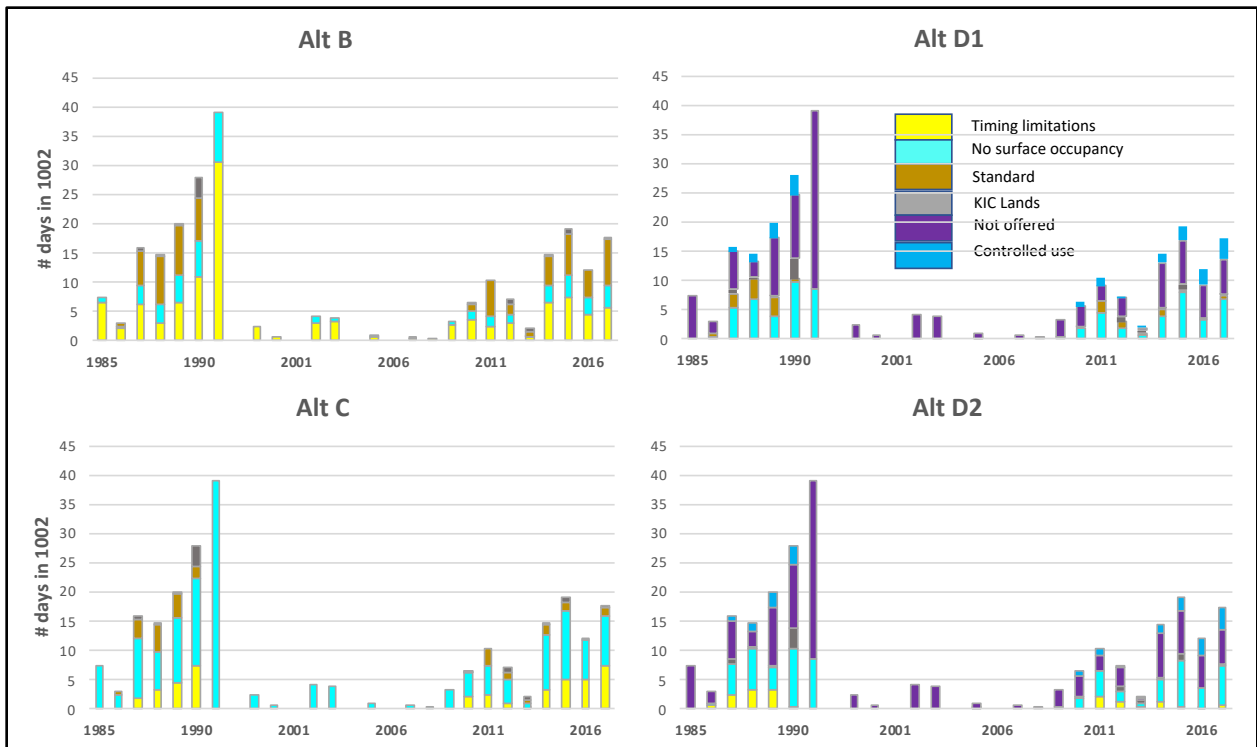 Alt B
45
40
35
30
25
20
15
10
5
0
# days in 1002
1985 1990 2001 2006 2011 2016
Alt D1
45
40
35
30
25
20
15
10
5
0
Timing limitations
No surface occupancy
Standard
KIC Lands
Not offered
Controlled use
1985 1990 2001 2006 2011 2016
Alt C
45
40
35
30
25
20
15
10
5
0
# days in 1002
1985 1990 2001 2006 2011 2016
Alt D2
45
40
35
30
25
20
15
10
5
0
1985 1990 2001 2006 2011 2016